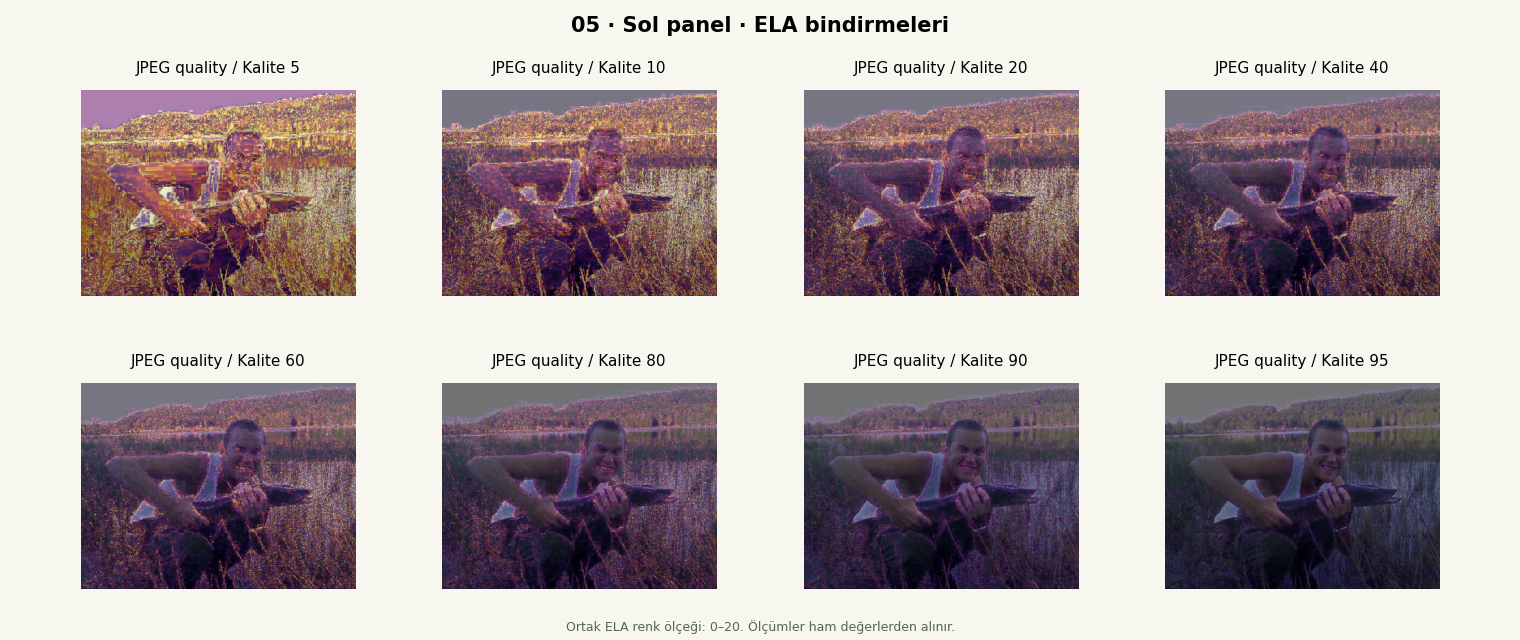 05 · Sol panel · ELA bindirmeleri
JPEG quality / Kalite 5
JPEG quality / Kalite 10
JPEG quality / Kalite 20
JPEG quality / Kalite 40
JPEG quality / Kalite 60
JPEG quality / Kalite 80
JPEG quality / Kalite 90
JPEG quality / Kalite 95
Ortak ELA renk ölçeği: 0–20. Ölçümler ham değerlerden alınır.